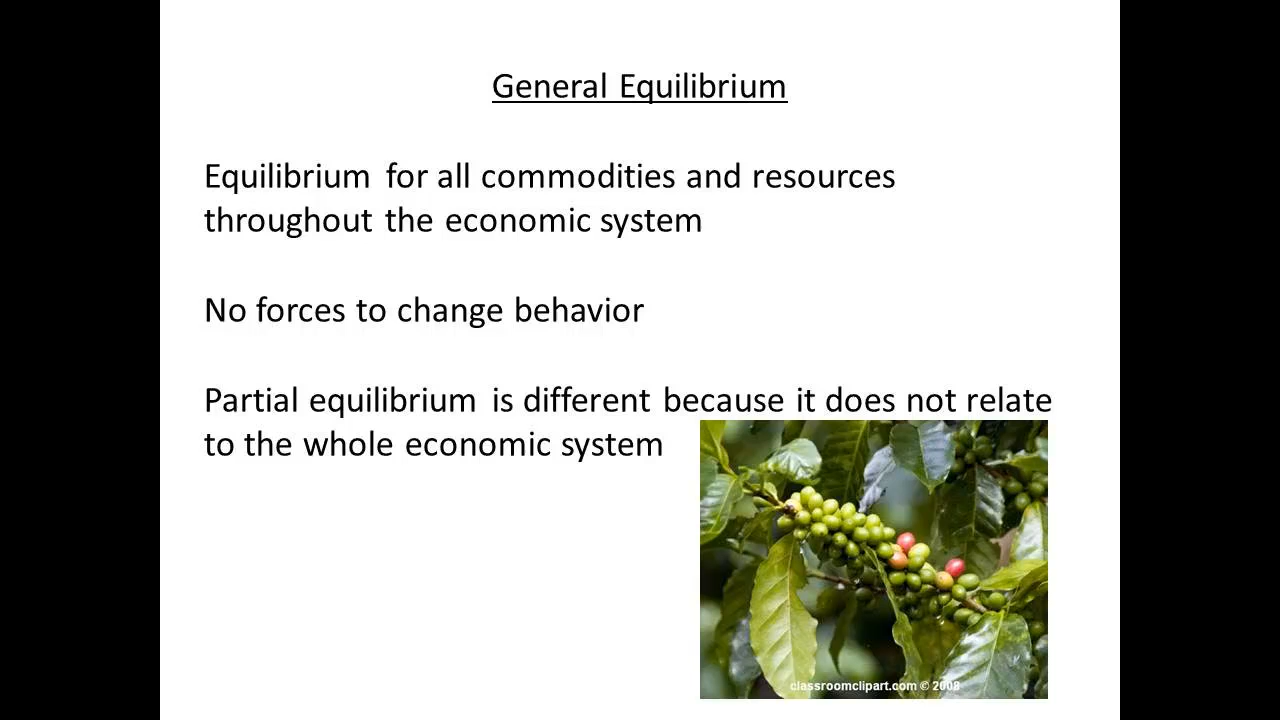 General Equilibrium
Equilibrium for all commodities and resources
throughout the economic system
No forces to change behavior
Partial equilibrium is different because it does not relate
to the whole economic system
classroomclipart.com © 2008